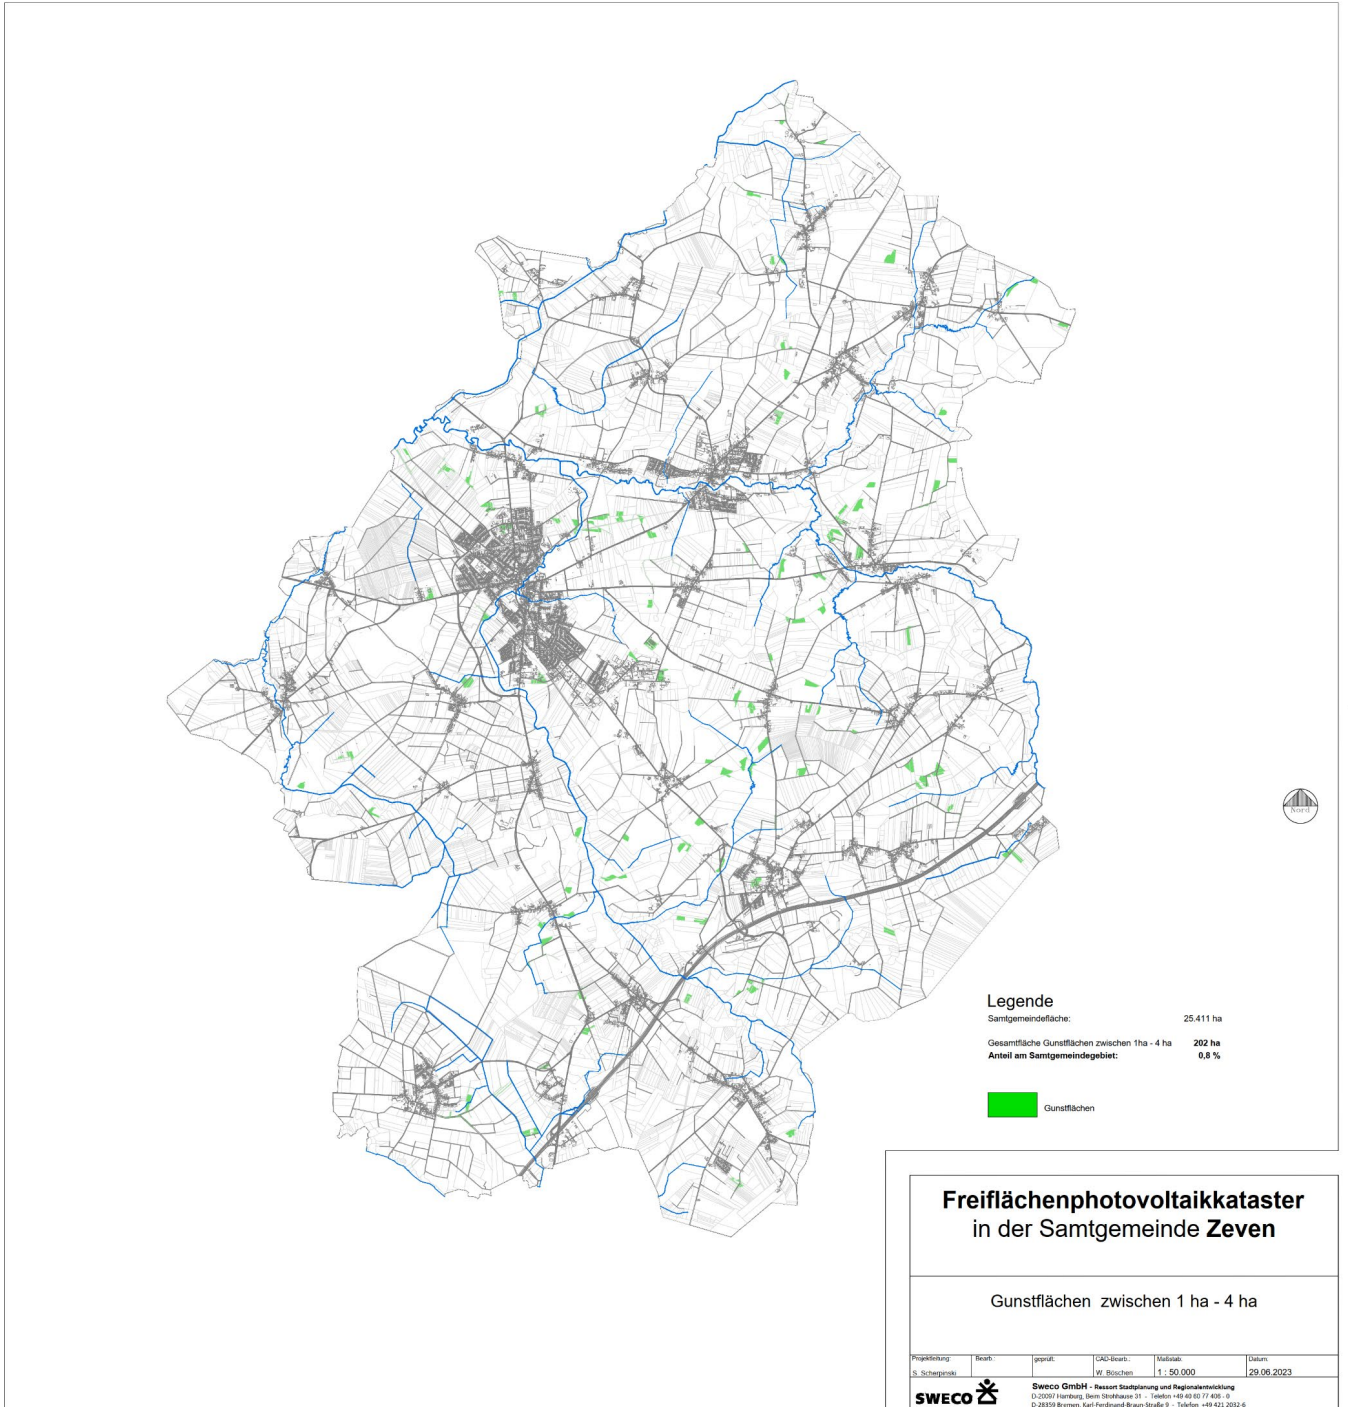 Nord
Legende
Samtgemeindefläche: 25.411 ha
Gesamtfläche Gunstflächen zwischen 1ha - 4 ha 202 ha
Anteil am Samtgemeindegebiet: 0,8 %
Gunstflächen
Freiflächenphotovoltaikkataster
in der Samtgemeinde Zeven
Gunstflächen zwischen 1 ha - 4 ha
Projektleitung: Bearb.: geprüft: CAD-Bearb.: Maßstab: Datum:
S. Scherpinski W. Böschen 1 : 50.000 29.06.2023
SWECO
Sweco GmbH - Ressort Stadtplanung und Regionalentwicklung
D-20097 Hamburg, Beim Strohhause 31 - Telefon +49 40 80 77 406 - 0
D-28359 Bremen, Karl-Ferdinand-Braun-Straße 9 - Telefon +49 421 2032-6